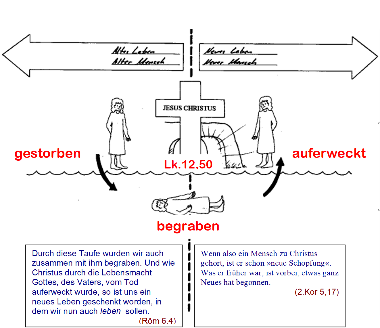 Altes Leben
Alter Mensch
Neues Leben
Neuer Mensch
JESUS CHRISTUS
gestorben
auferweckt
Lk.12.50
begraben
Durch diese Taufe wurden wir auch
zusammen mit ihm begraben. Und wie
Christus durch die Lebensmacht
Gottes, des Vaters, vom Tod
auferweckt wurde, so ist uns ein
neues Leben geschenkt worden, in
dem wir nun auch leben sollen.
(Röm 6,4)
Wenn also ein Mensch zu Christus
gehört, ist er schon »neue Schöpfung«.
Was er früher war, ist vorbei, etwas ganz
Neues hat begonnen.
(2.Kor 5,17)